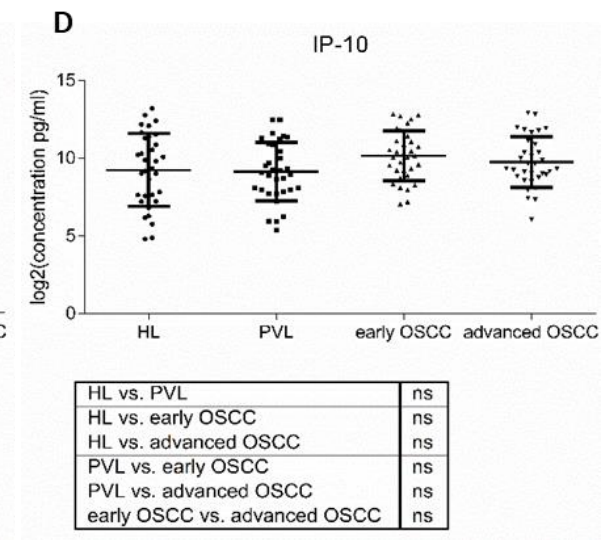 D
IP-10
log2(concentration pg/ml)
15
10
5
0
C
HL PVL early OSCC advanced OSCC
HL vs. PVL ns
HL vs. early OSCC ns
HL vs. advanced OSCC ns
PVL vs. early OSCC ns
PVL vs. advanced OSCC ns
early OSCC vs. advanced OSCC ns